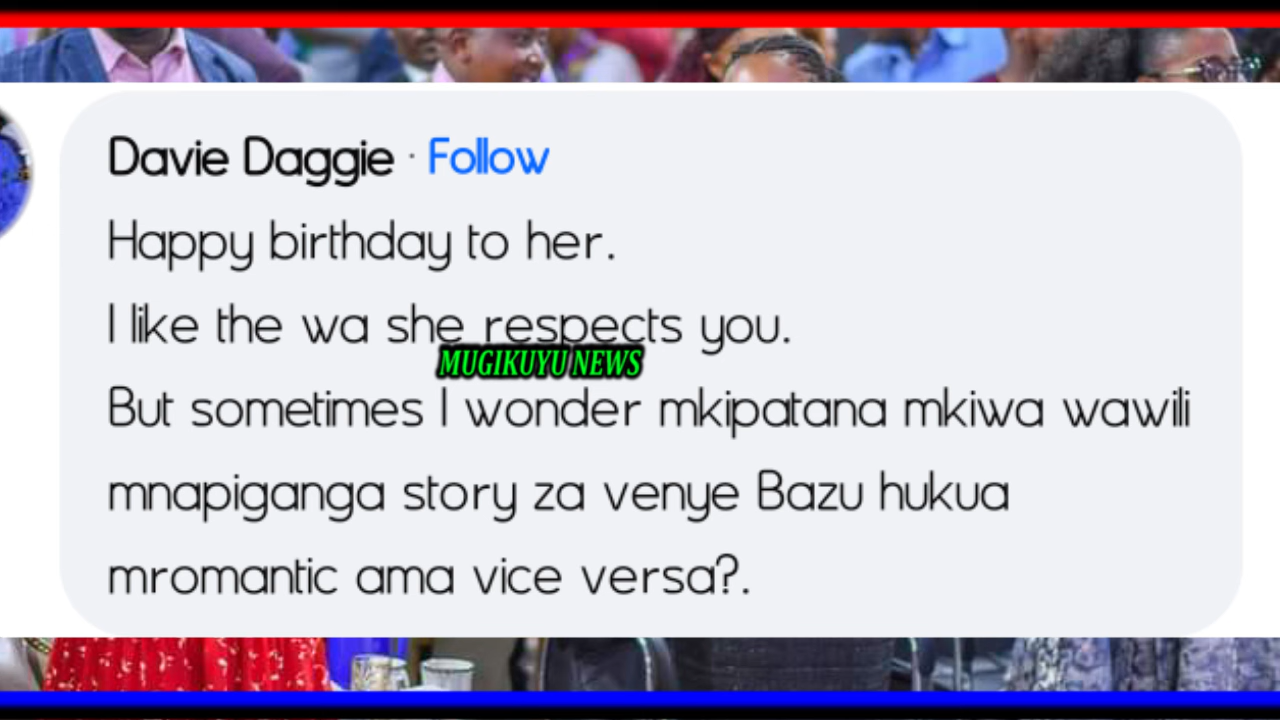 Davie Daggie · Follow
Happy birthday to her.
I like the wa she respects you.
MUGIKUYU NEWS
But sometimes I wonder mkipatana mkiwa wawili
mnapiganga story za venye Bazu hukua
mromantic ama vice versa?.